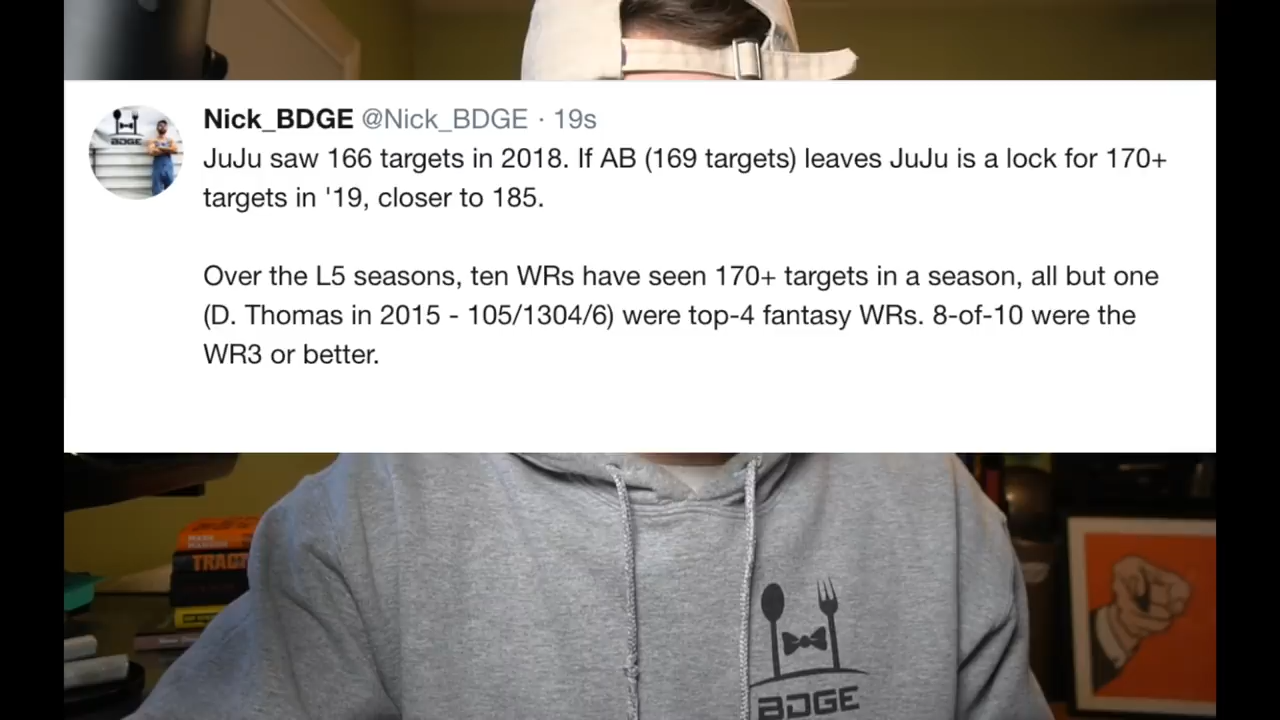 Nick_BDGE @Nick_BDGE · 19s
JuJu saw 166 targets in 2018. If AB (169 targets) leaves JuJu is a lock for 170+
targets in '19, closer to 185.
Over the L5 seasons, ten WRs have seen 170+ targets in a season, all but one
(D. Thomas in 2015 - 105/1304/6) were top-4 fantasy WRs. 8-of-10 were the
WR3 or better.
BDGE
TRACT
BDGE